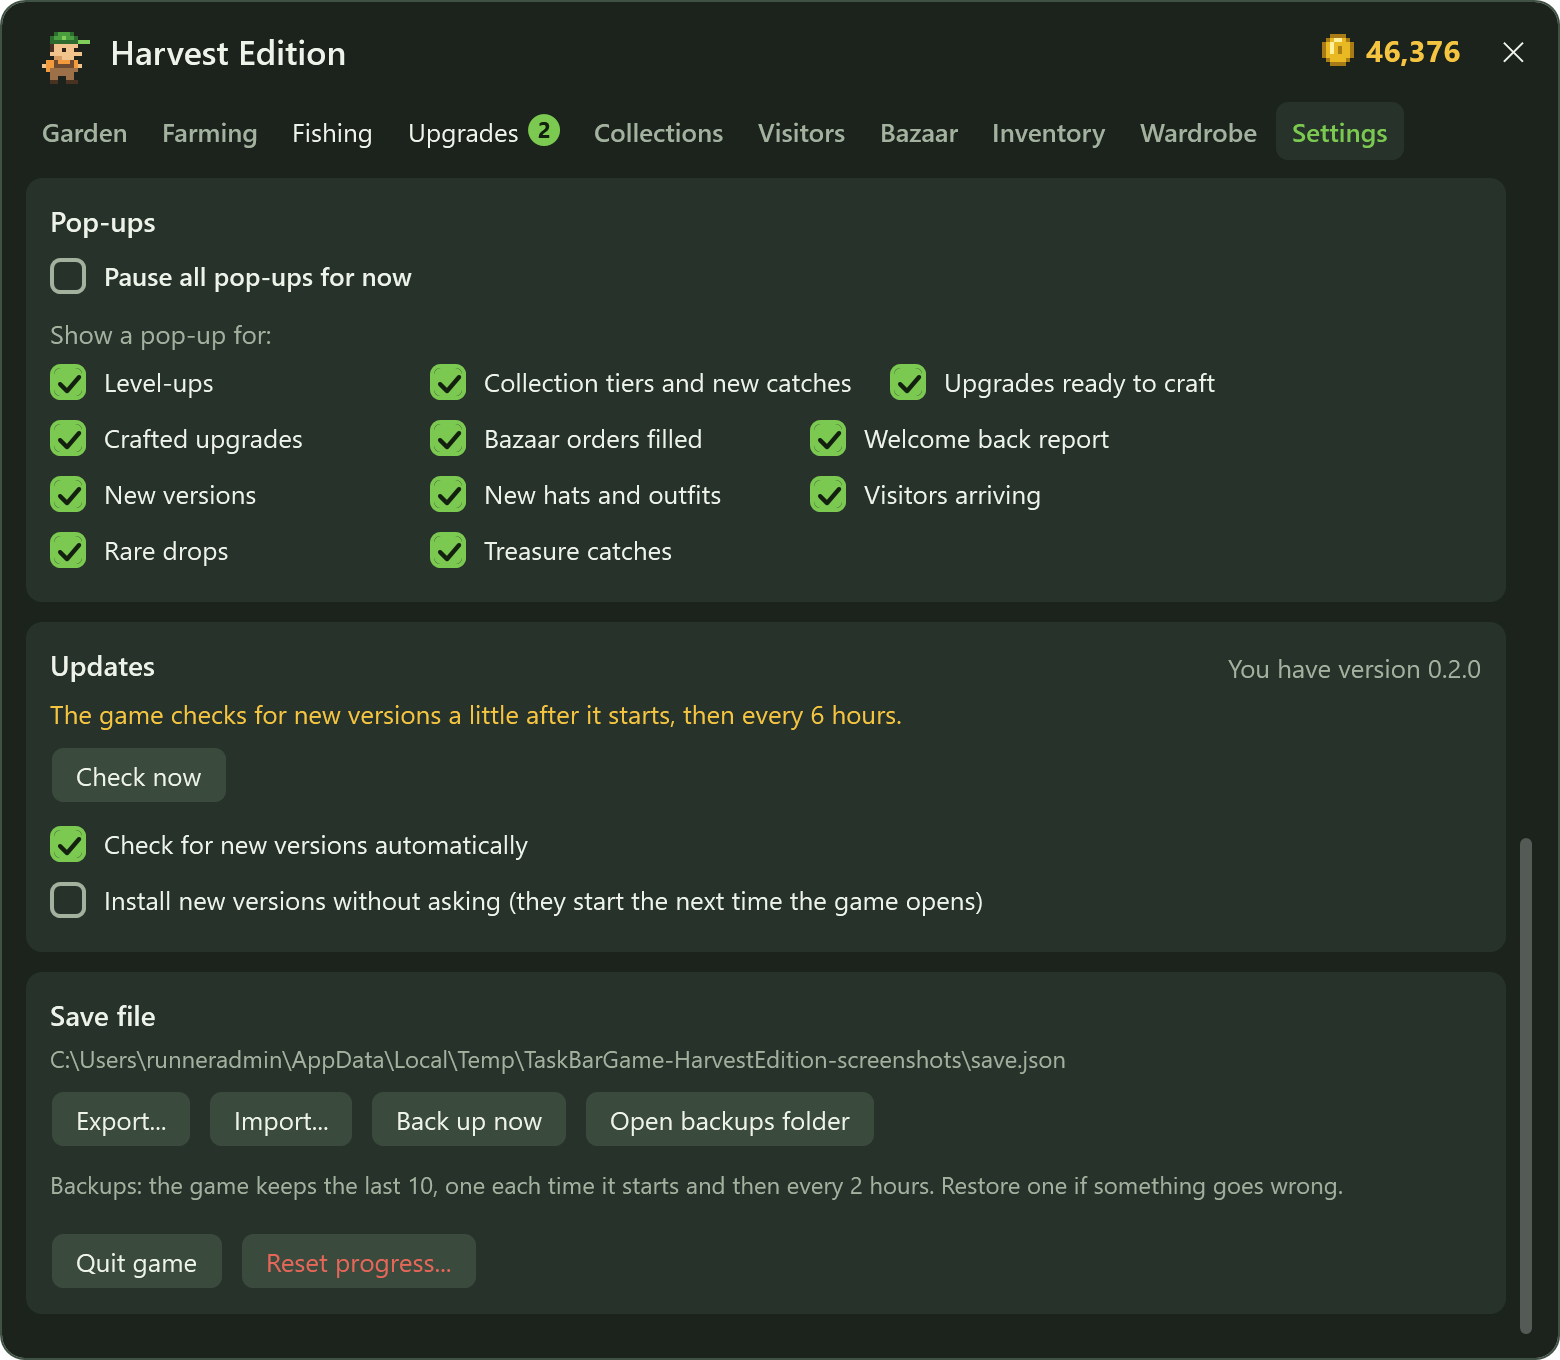 Harvest Edition
46,376
Garden Farming Fishing Upgrades 2 Collections Visitors Bazaar Inventory Wardrobe Settings
Pop-ups
Pause all pop-ups for now
Show a pop-up for:
Level-ups Collection tiers and new catches Upgrades ready to craft
Crafted upgrades Bazaar orders filled Welcome back report
New versions New hats and outfits Visitors arriving
Rare drops Treasure catches
Updates You have version 0.2.0
The game checks for new versions a little after it starts, then every 6 hours.
Check now
Check for new versions automatically
Install new versions without asking (they start the next time the game opens)
Save file
C:\Users\runneradmin\AppData\Local\Temp\TaskBarGame-HarvestEdition-screenshots\save.json
Export... Import... Back up now Open backups folder
Backups: the game keeps the last 10, one each time it starts and then every 2 hours. Restore one if something goes wrong.
Quit game Reset progress...